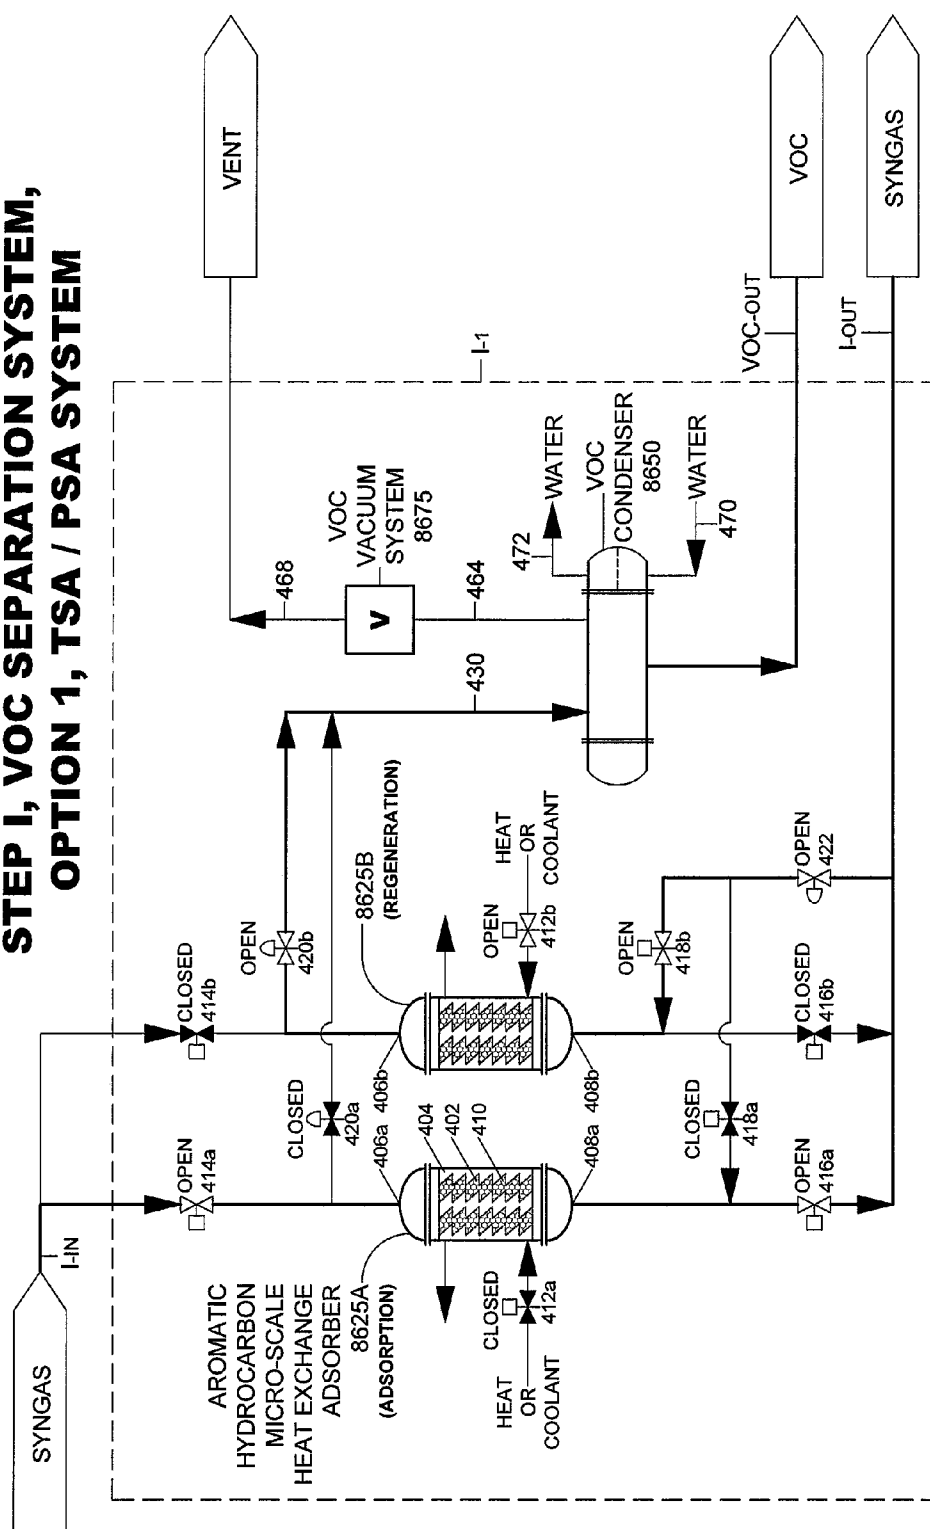 STEP I, VOC SEPARATION SYSTEM,
OPTION 1, TSA / PSA SYSTEM
SYNGAS
I-IN
VENT
VOC
SYNGAS
VOC-OUT
I-OUT
I-1
AROMATIC
HYDROCARBON
MICRO-SCALE
HEAT EXCHANGE
ADSORBER
8625A
(ADSORPTION)
OPEN
414a
CLOSED
414b
CLOSED
420a
OPEN
420b
406a
406b
404
402
410
408a
408b
8625B
(REGENERATION)
CLOSED
412a
HEAT
OR
COOLANT
OPEN
412b
HEAT
OR
COOLANT
CLOSED
418a
OPEN
418b
OPEN
416a
CLOSED
416b
OPEN
422
430
464
468
V
VOC
VACUUM
SYSTEM
8675
472
WATER
VOC
CONDENSER
8650
WATER
470